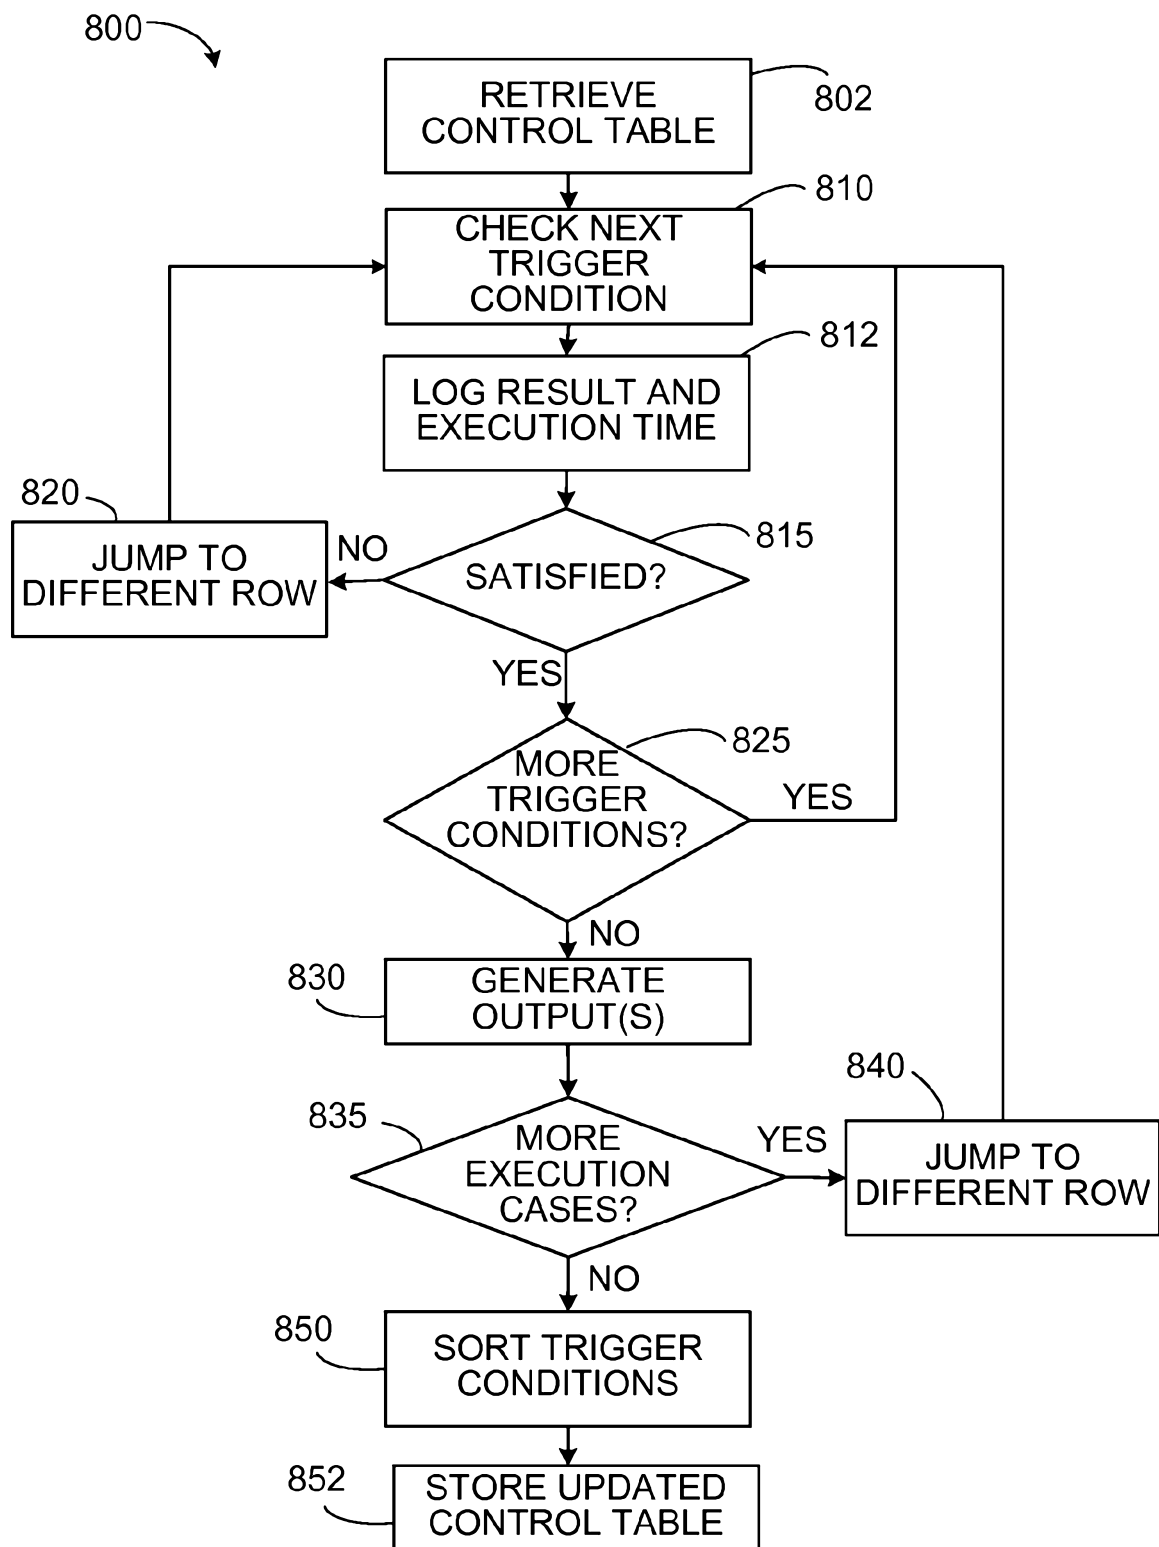 800
RETRIEVE
CONTROL TABLE
802
810
CHECK NEXT
TRIGGER
CONDITION
812
LOG RESULT AND
EXECUTION TIME
820
JUMP TO
DIFFERENT ROW
NO
815
SATISFIED?
YES
825
MORE
TRIGGER
CONDITIONS?
YES
NO
830
GENERATE
OUTPUT(S)
835
MORE
EXECUTION
CASES?
YES
840
JUMP TO
DIFFERENT ROW
NO
850
SORT TRIGGER
CONDITIONS
852
STORE UPDATED
CONTROL TABLE